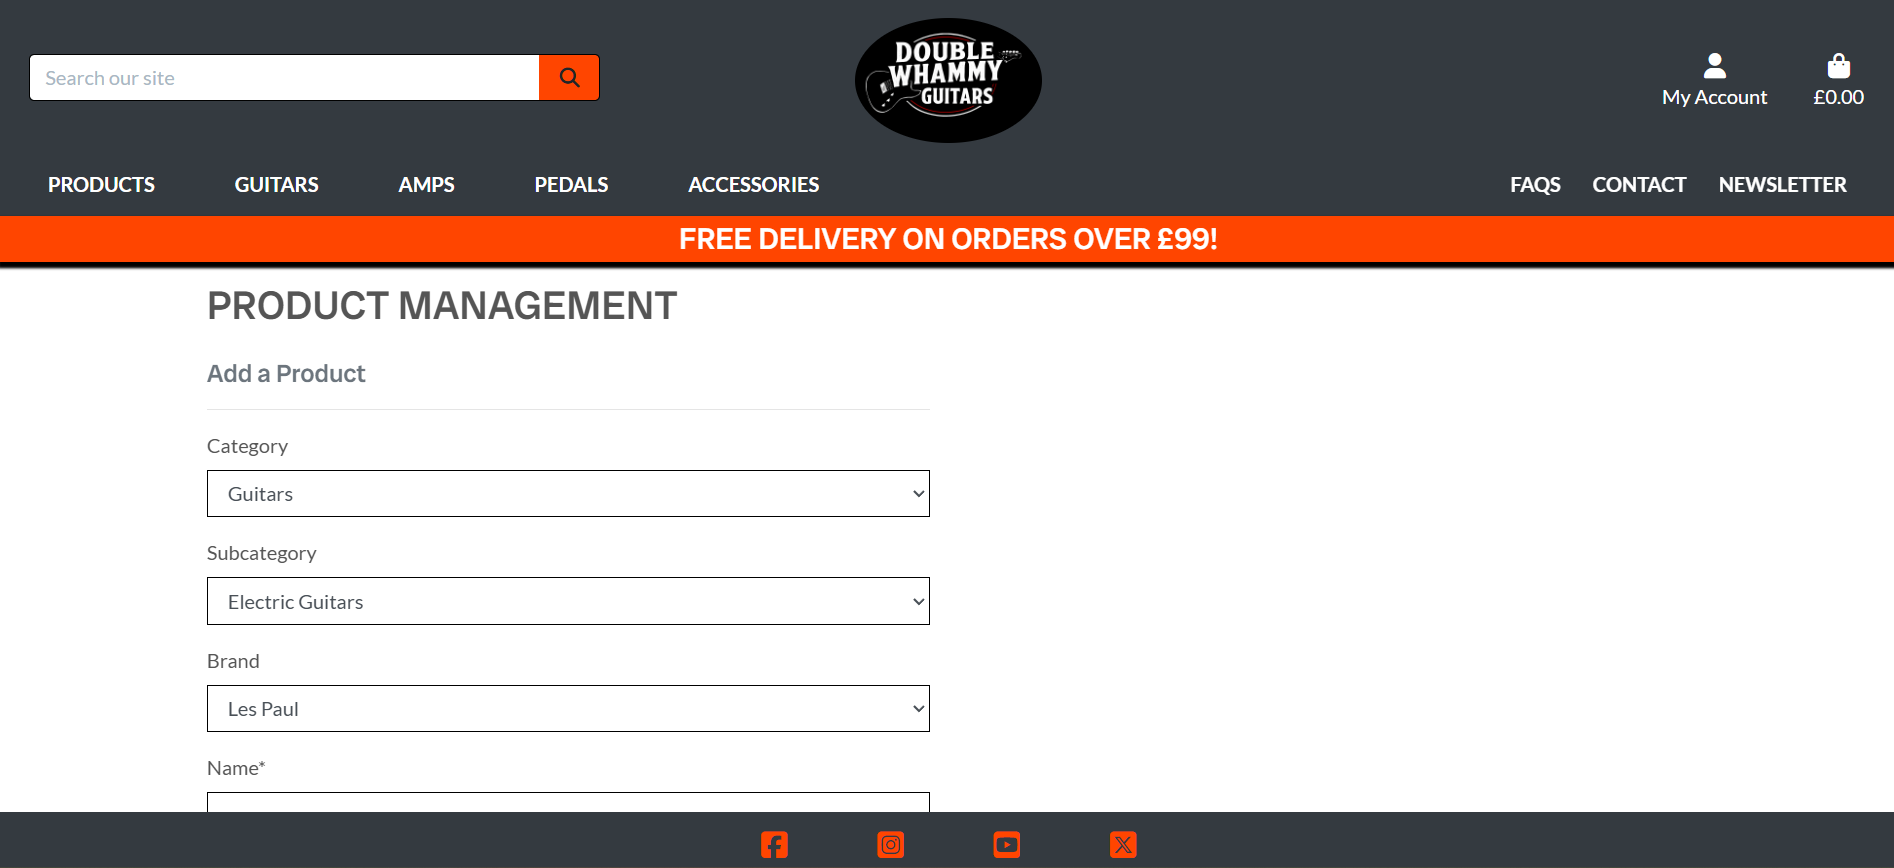 Search our site
DOUBLE
WHAMMY
GUITARS
My Account
£0.00
PRODUCTS
GUITARS
AMPS
PEDALS
ACCESSORIES
FAQS
CONTACT
NEWSLETTER
FREE DELIVERY ON ORDERS OVER £99!
PRODUCT MANAGEMENT
Add a Product
Category
Guitars
Subcategory
Electric Guitars
Brand
Les Paul
Name*